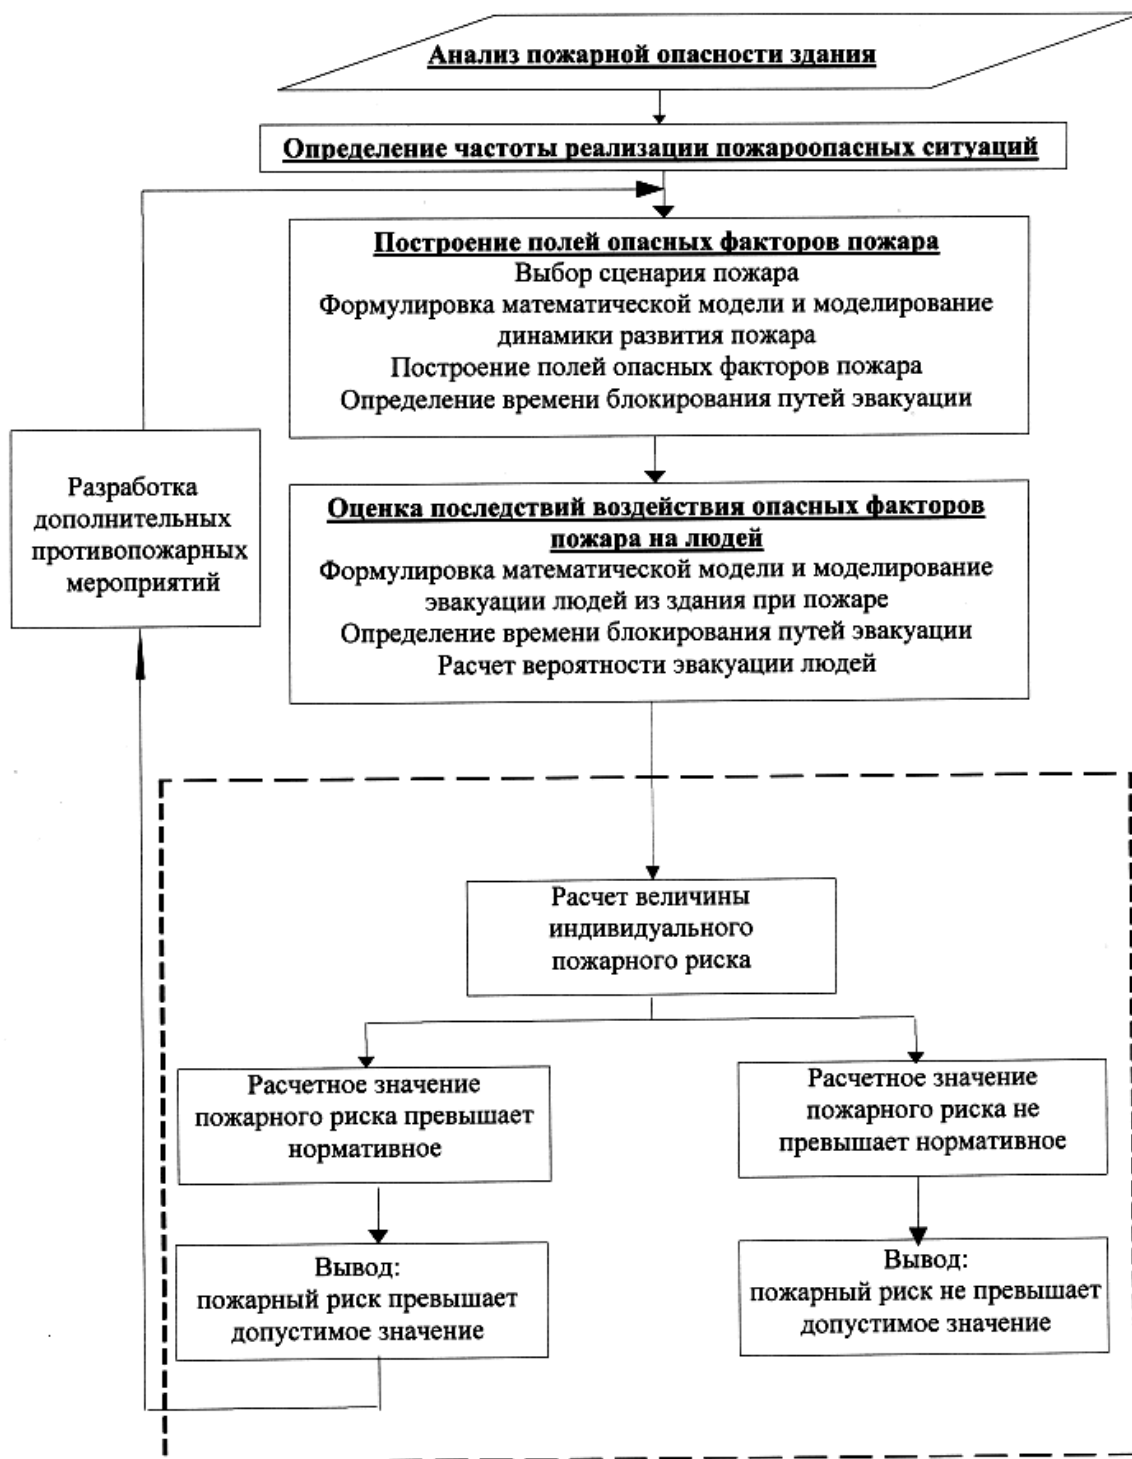 Анализ пожарной опасности здания
Определение частоты реализации пожароопасных ситуаций
Построение полей опасных факторов пожара
Выбор сценария пожара
Формулировка математической модели и моделирование
динамики развития пожара
Построение полей опасных факторов пожара
Определение времени блокирования путей эвакуации
Разработка
дополнительных
противопожарных
мероприятий
Оценка последствий воздействия опасных факторов
пожара на людей
Формулировка математической модели и моделирование
эвакуации людей из здания при пожаре
Определение времени блокирования путей эвакуации
Расчет вероятности эвакуации людей
Расчет величины
индивидуального
пожарного риска
Расчетное значение
пожарного риска превышает
нормативное
Расчетное значение
пожарного риска не
превышает нормативное
Вывод:
пожарный риск превышает
допустимое значение
Вывод:
пожарный риск не превышает
допустимое значение